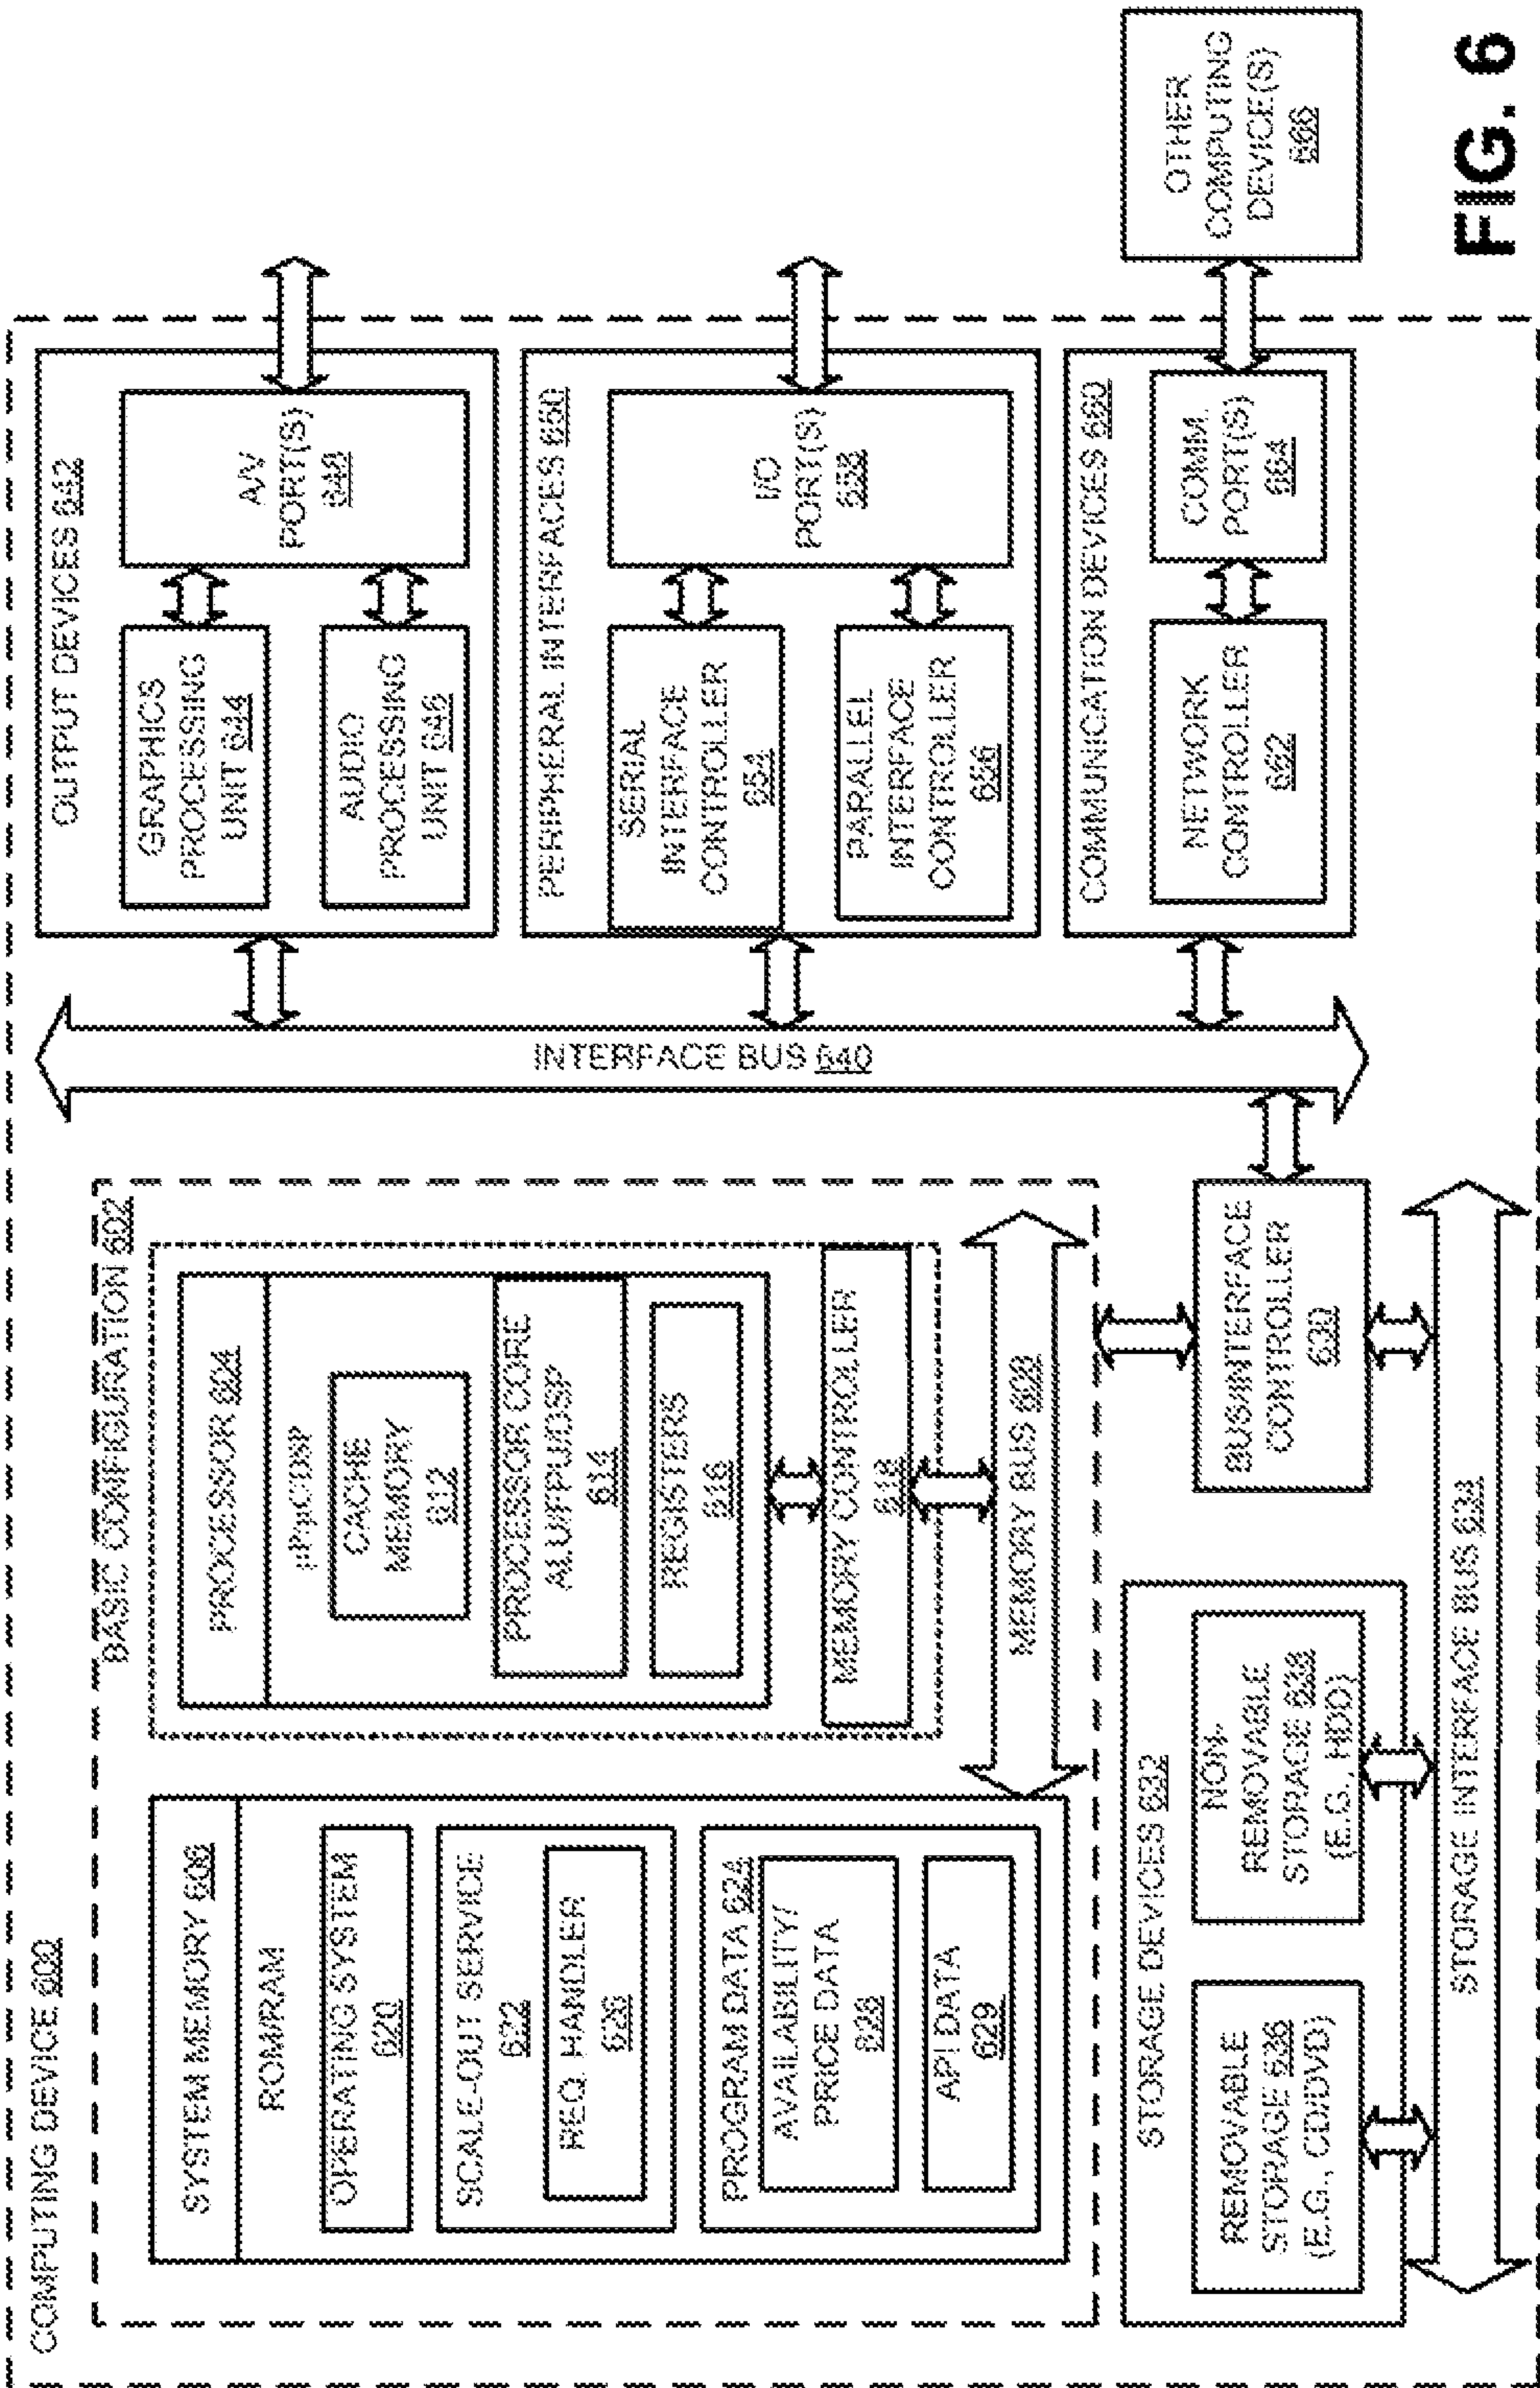 COMPUTING DEVICE 600
BASIC CONFIGURATION 602
SYSTEM MEMORY 606
ROM/RAM
OPERATING SYSTEM
620
SCALE-OUT SERVICE
622
REQ. HANDLER
626
PROGRAM DATA 624
AVAILABILITY/
PRICE DATA
628
API DATA
629
PROCESSOR 604
µP/µC/DSP
CACHE
MEMORY
612
PROCESSOR CORE
ALU/FPU/DSP
614
REGISTERS
616
MEMORY CONTROLLER
618
MEMORY BUS 608
STORAGE DEVICES 632
REMOVABLE
STORAGE 636
(E.G., CD/DVD)
NON-
REMOVABLE
STORAGE 638
(E.G., HDD)
BUS/INTERFACE
CONTROLLER
630
STORAGE INTERFACE BUS 634
INTERFACE BUS 640
OUTPUT DEVICES 642
GRAPHICS
PROCESSING
UNIT 644
AUDIO
PROCESSING
UNIT 646
A/V
PORT(S)
648
PERIPHERAL INTERFACES 650
SERIAL
INTERFACE
CONTROLLER
654
PARALLEL
INTERFACE
CONTROLLER
656
I/O
PORT(S)
658
COMMUNICATION DEVICES 660
NETWORK
CONTROLLER
662
COMM.
PORT(S)
664
OTHER
COMPUTING
DEVICE(S)
666
FIG. 6